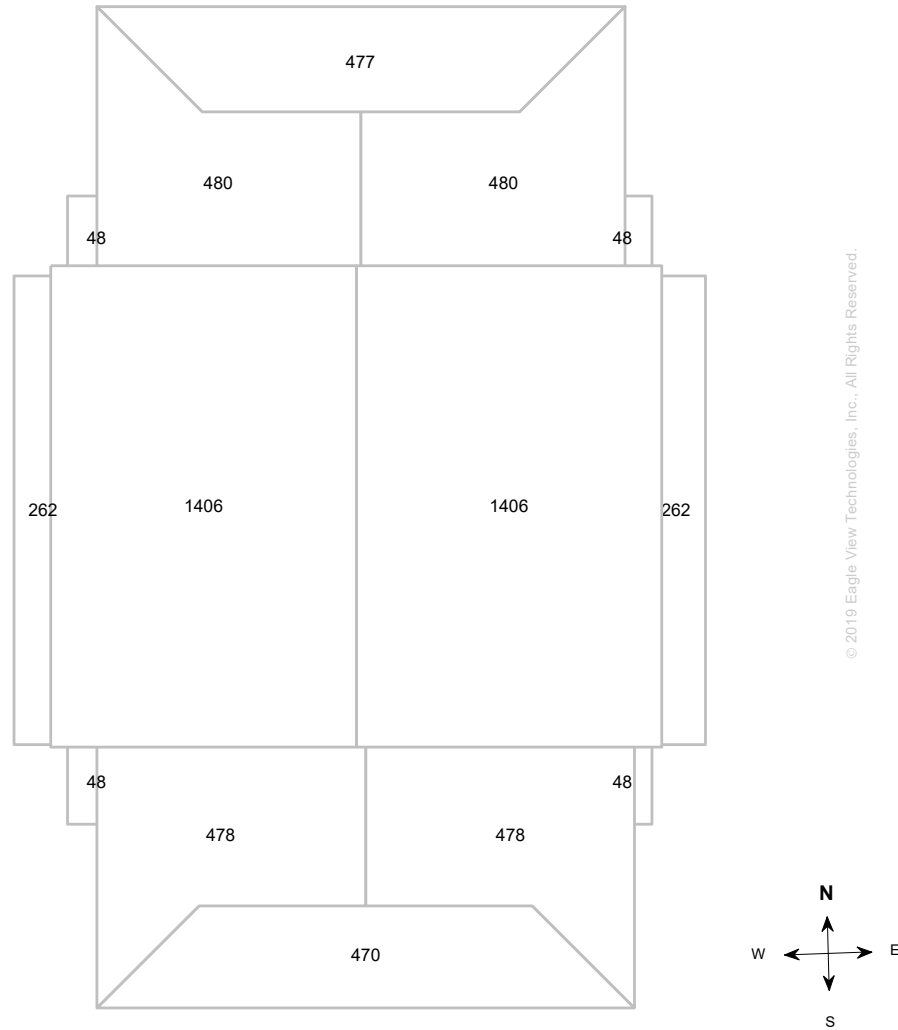 477
480 480
48 48
262 1406 1406 262
48 48
478 478
470
N
W E
S
© 2019 Eagle View Technologies, Inc., All Rights Reserved.